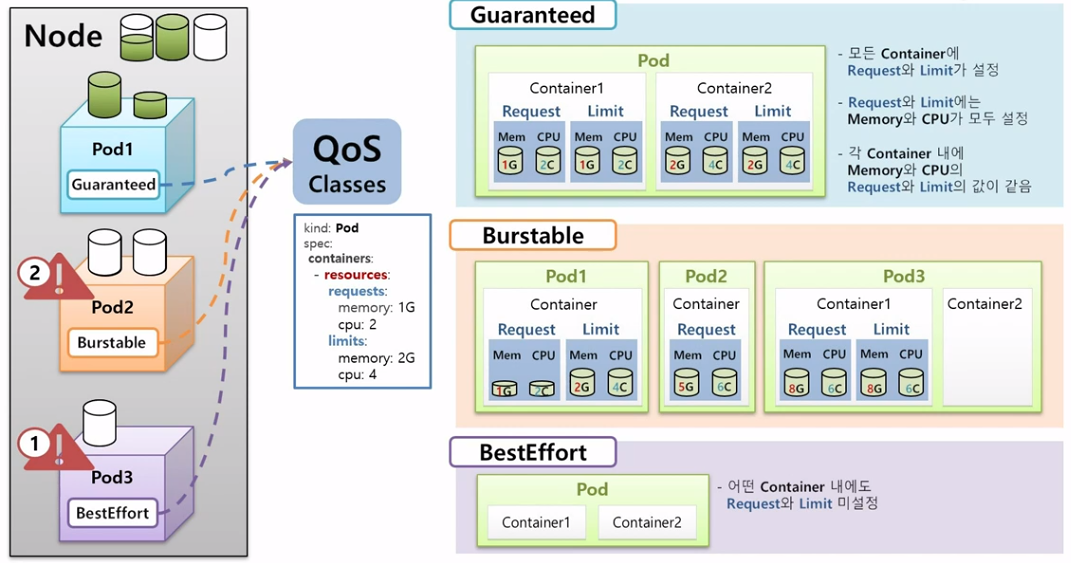 Node
Pod1
Guaranteed
2
Pod2
Burstable
1
Pod3
BestEffort
QoS
Classes
kind: Pod
spec:
containers:
- resources:
requests:
memory: 1G
cpu: 2
limits:
memory: 2G
cpu: 4
Guaranteed
Pod
Container1
Request Limit
Mem CPU Mem CPU
1G 2C 1G 2C
Container2
Request Limit
Mem CPU Mem CPU
2G 4C 2G 4C
- 모든 Container에
Request와 Limit가 설정
- Request와 Limit에는
Memory와 CPU가 모두 설정
- 각 Container 내에
Memory와 CPU의
Request와 Limit의 값이 같음
Burstable
Pod1
Container
Request Limit
Mem CPU Mem CPU
1G 2C 2G 4C
Pod2
Container
Request
Mem CPU
5G 6C
Pod3
Container1
Request Limit
Mem CPU Mem CPU
8G 6C 8G 6C
Container2
BestEffort
Pod
Container1
Container2
- 어떤 Container 내에도
Request와 Limit 미설정